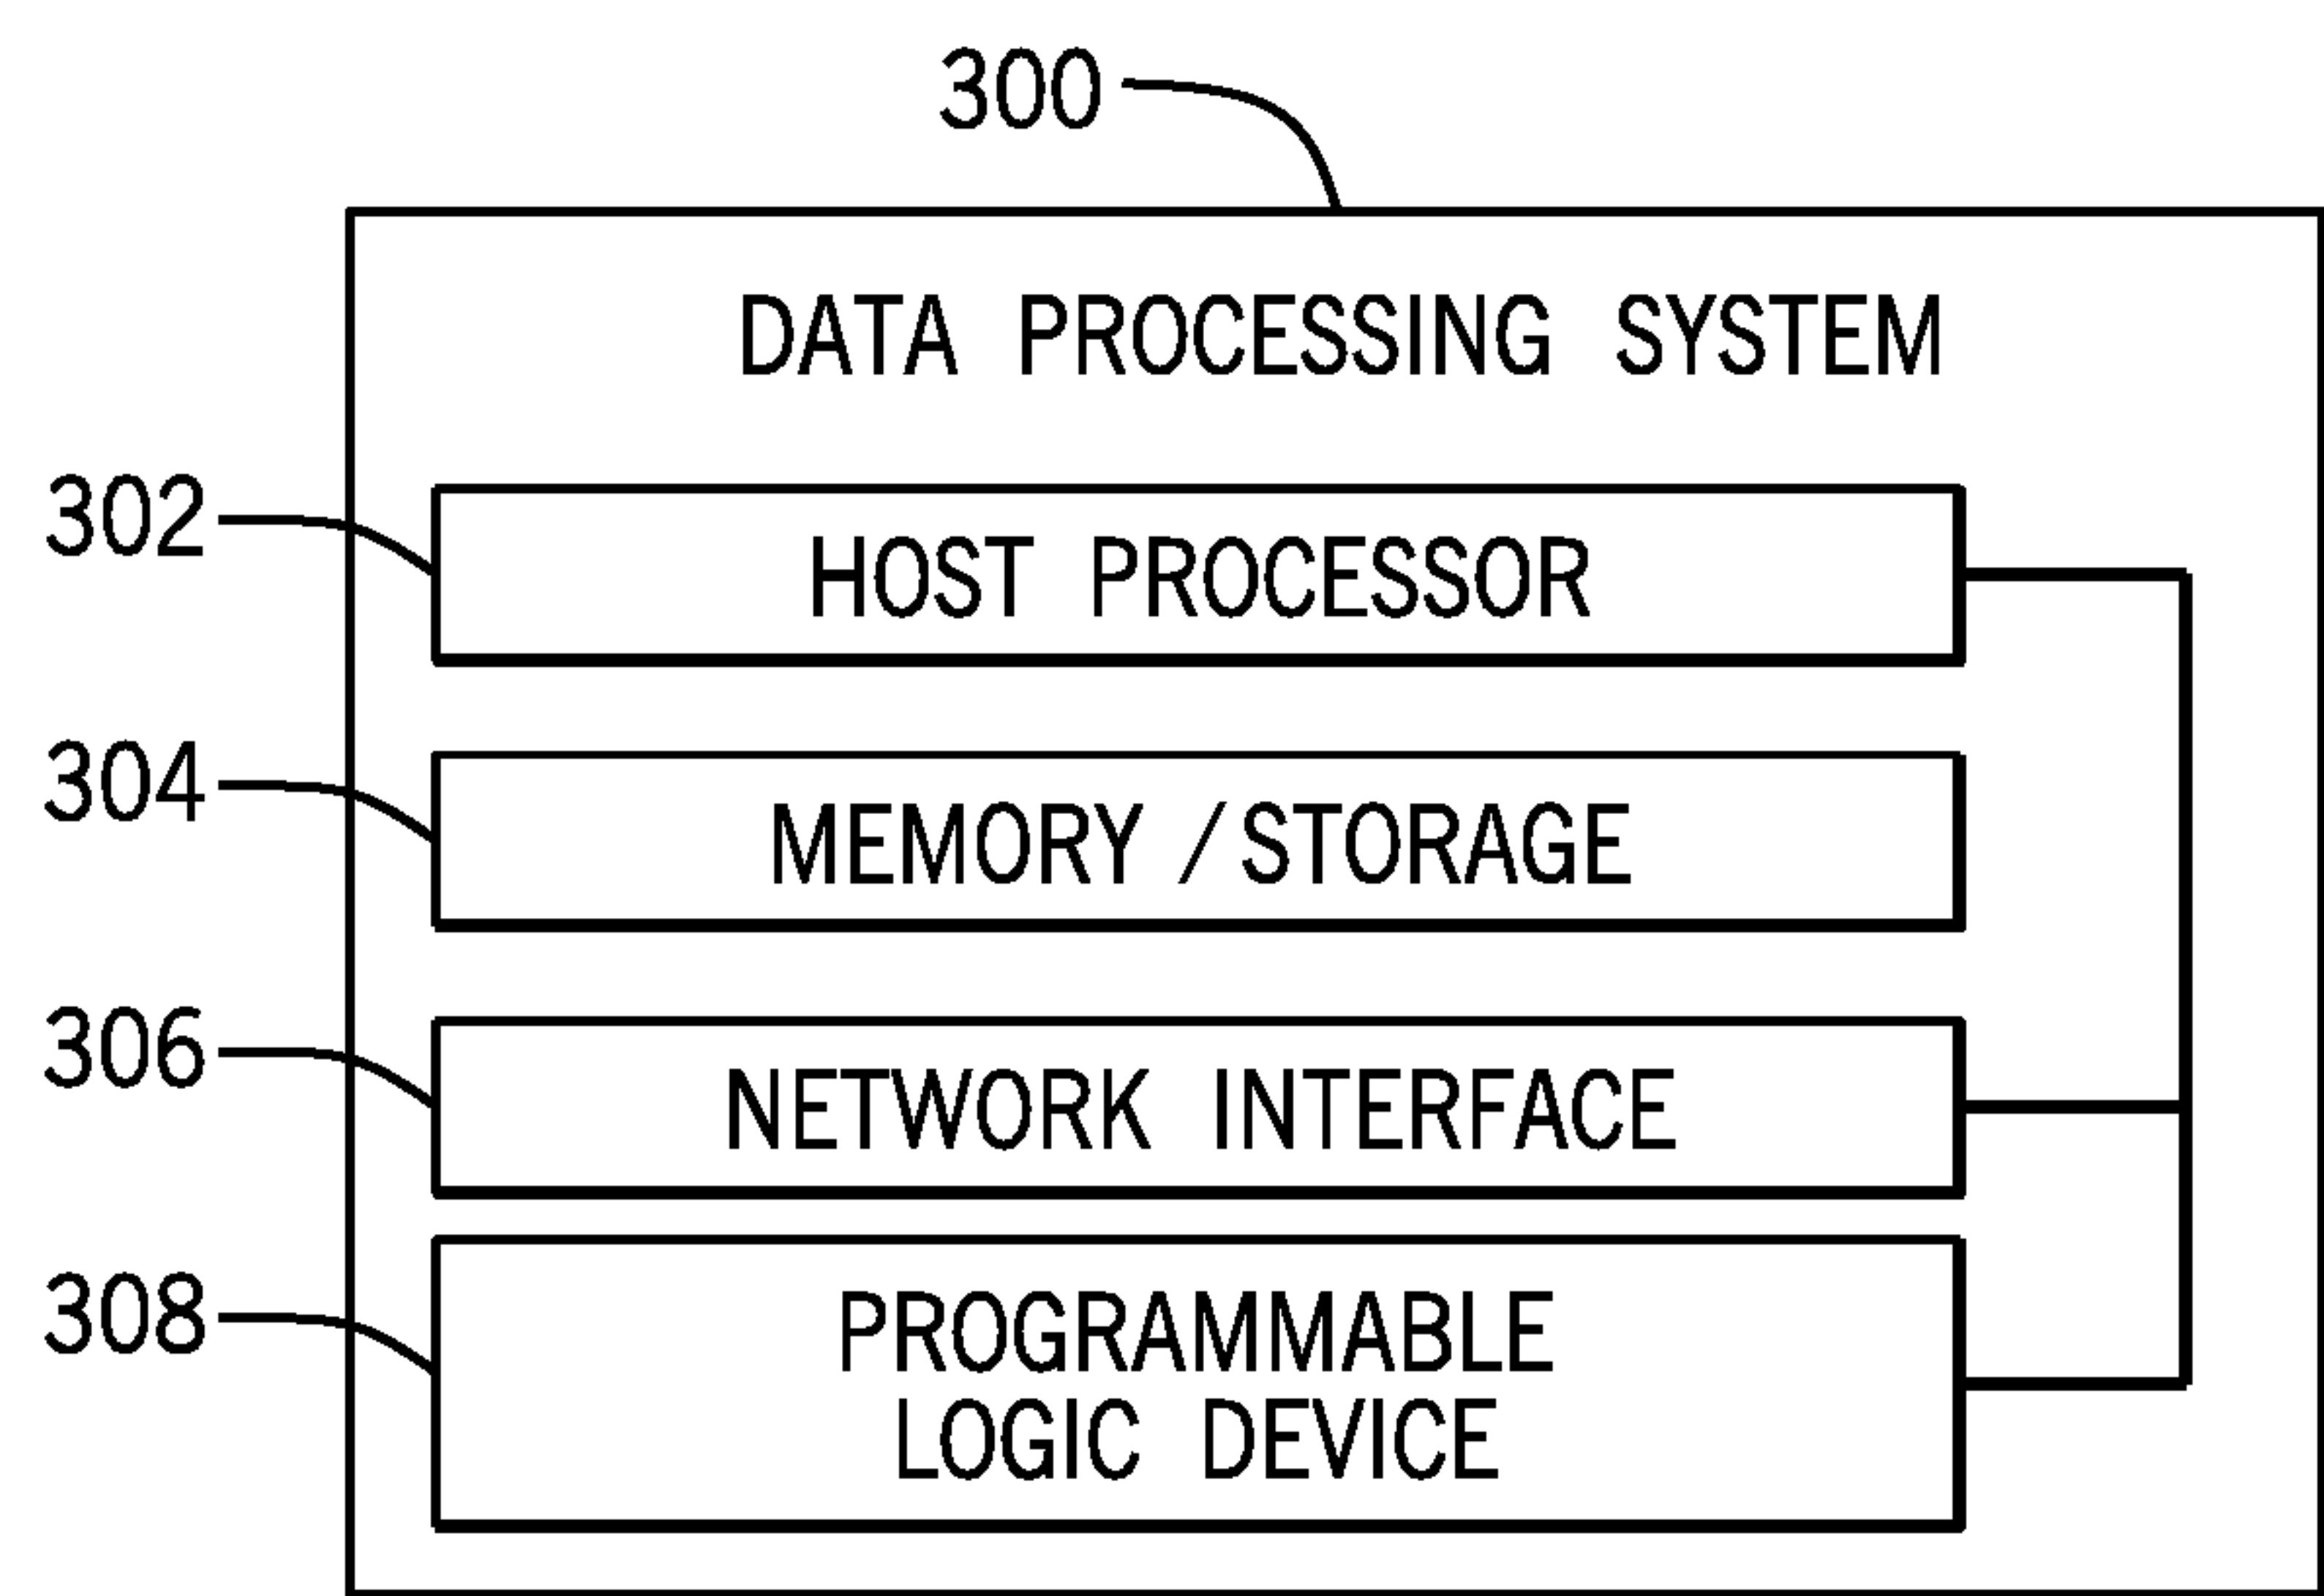 300
DATA PROCESSING SYSTEM
302
HOST PROCESSOR
304
MEMORY /STORAGE
306
NETWORK INTERFACE
308
PROGRAMMABLE
LOGIC DEVICE